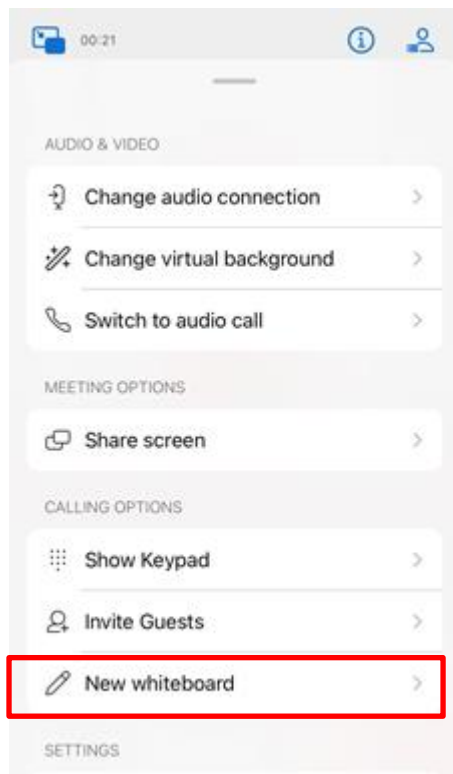 00:21
AUDIO & VIDEO
Change audio connection
Change virtual background
Switch to audio call
MEETING OPTIONS
Share screen
CALLING OPTIONS
Show Keypad
Invite Guests
New whiteboard
SETTINGS